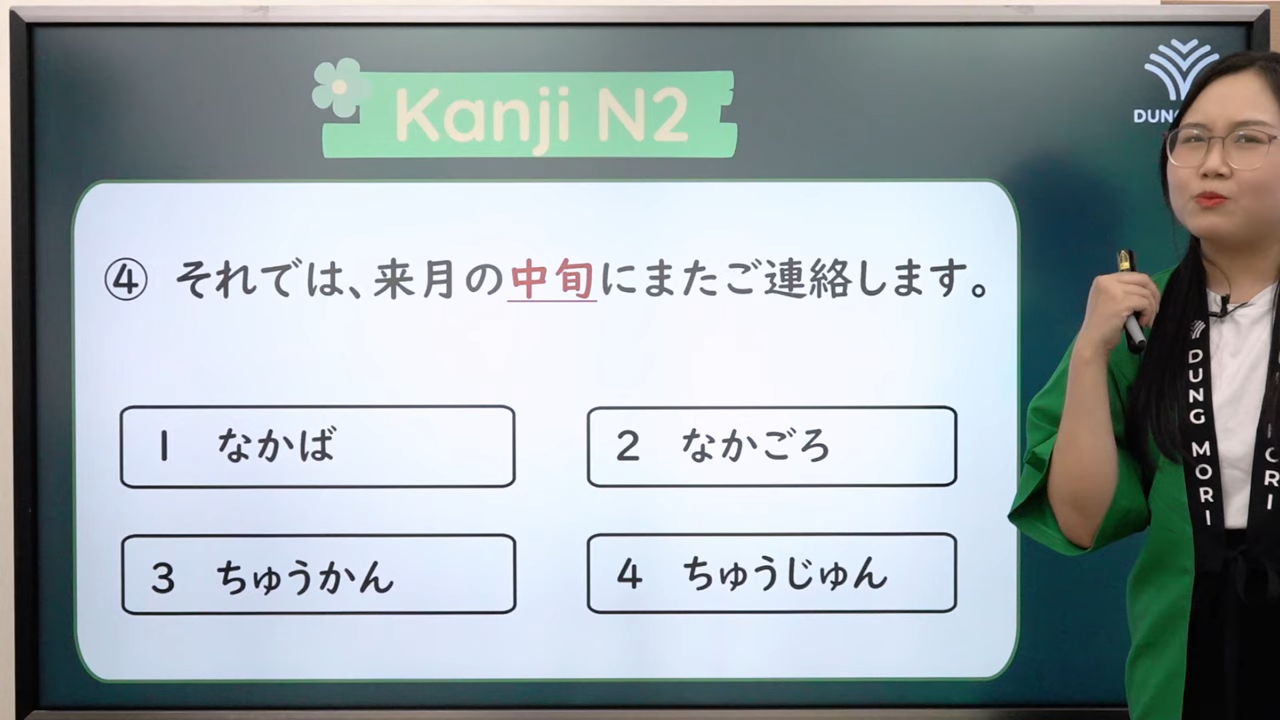 Kanji N2
④ それでは、来月の中旬にまたご連絡します。
1 なかば
2 なかごろ
3 ちゅうかん
4 ちゅうじゅん
DUNG
DUNG MORI
ORI